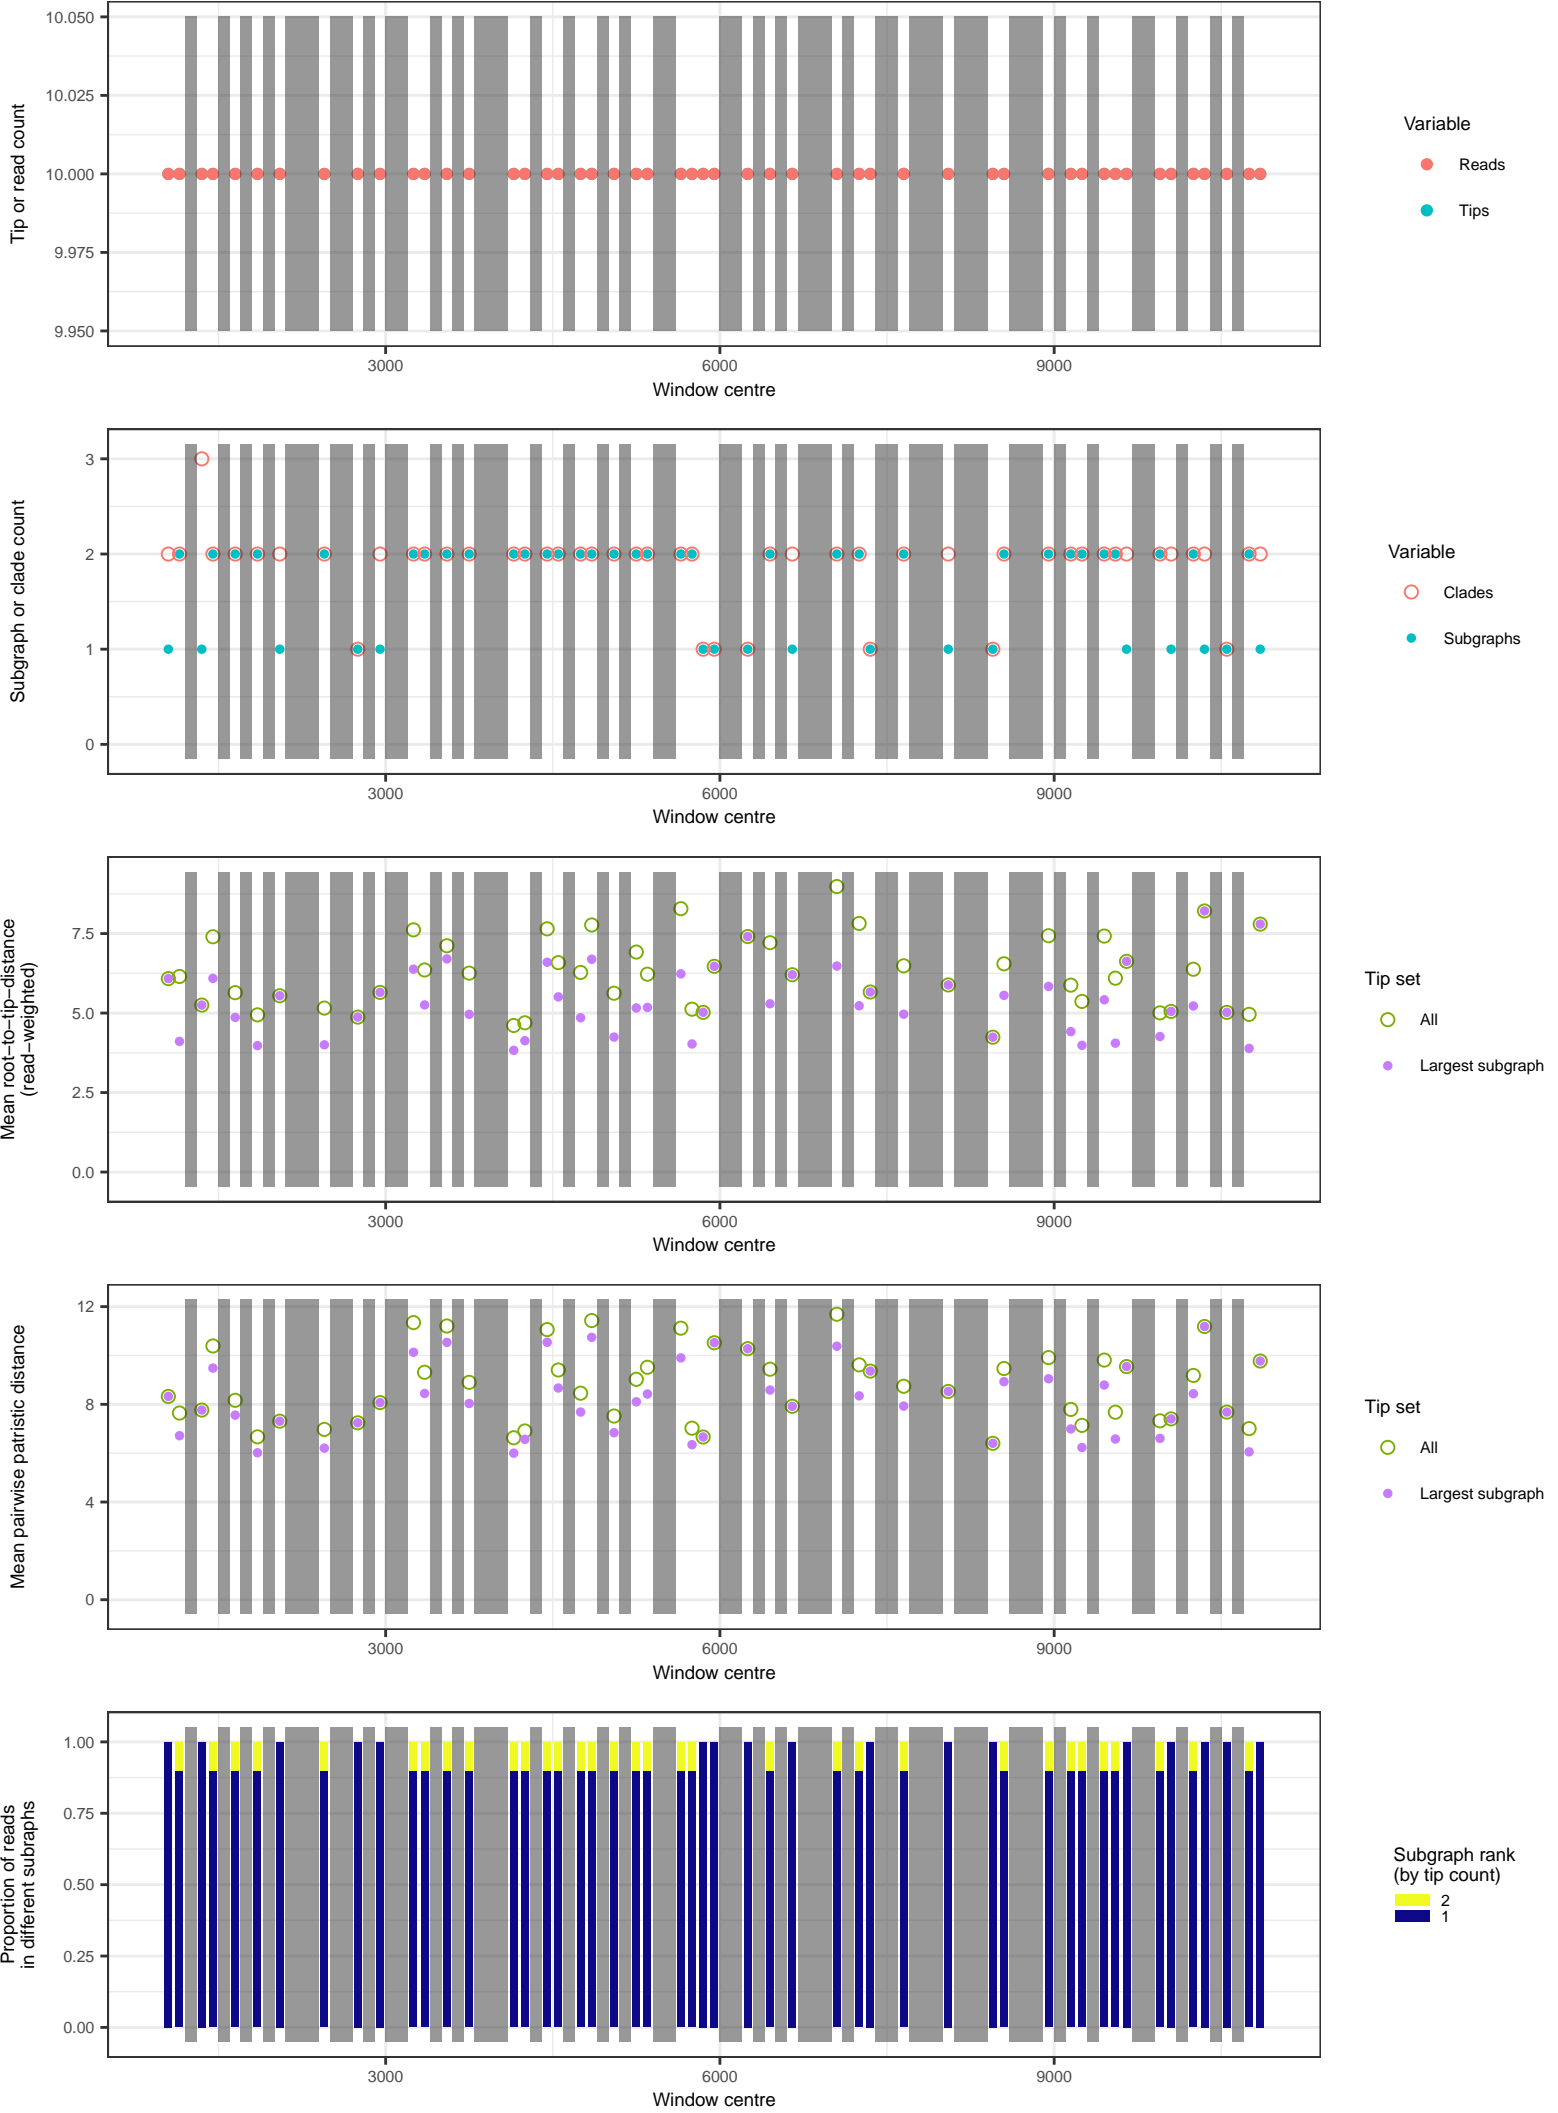 10.050
10.025
10.000
9.975
9.950
Tip or read count
3000
6000
9000
Window centre
Variable
Reads
Tips
3
2
1
0
Subgraph or clade count
3000
6000
9000
Window centre
Variable
Clades
Subgraphs
7.5
5.0
2.5
0.0
Mean root−to−tip−distance
(read−weighted)
3000
6000
9000
Window centre
Tip set
All
Largest subgraph
12
8
4
0
Mean pairwise patristic distance
3000
6000
9000
Window centre
Tip set
All
Largest subgraph
1.00
0.75
0.50
0.25
0.00
Proportion of reads
in different subraphs
3000
6000
9000
Window centre
Subgraph rank
(by tip count)
2
1